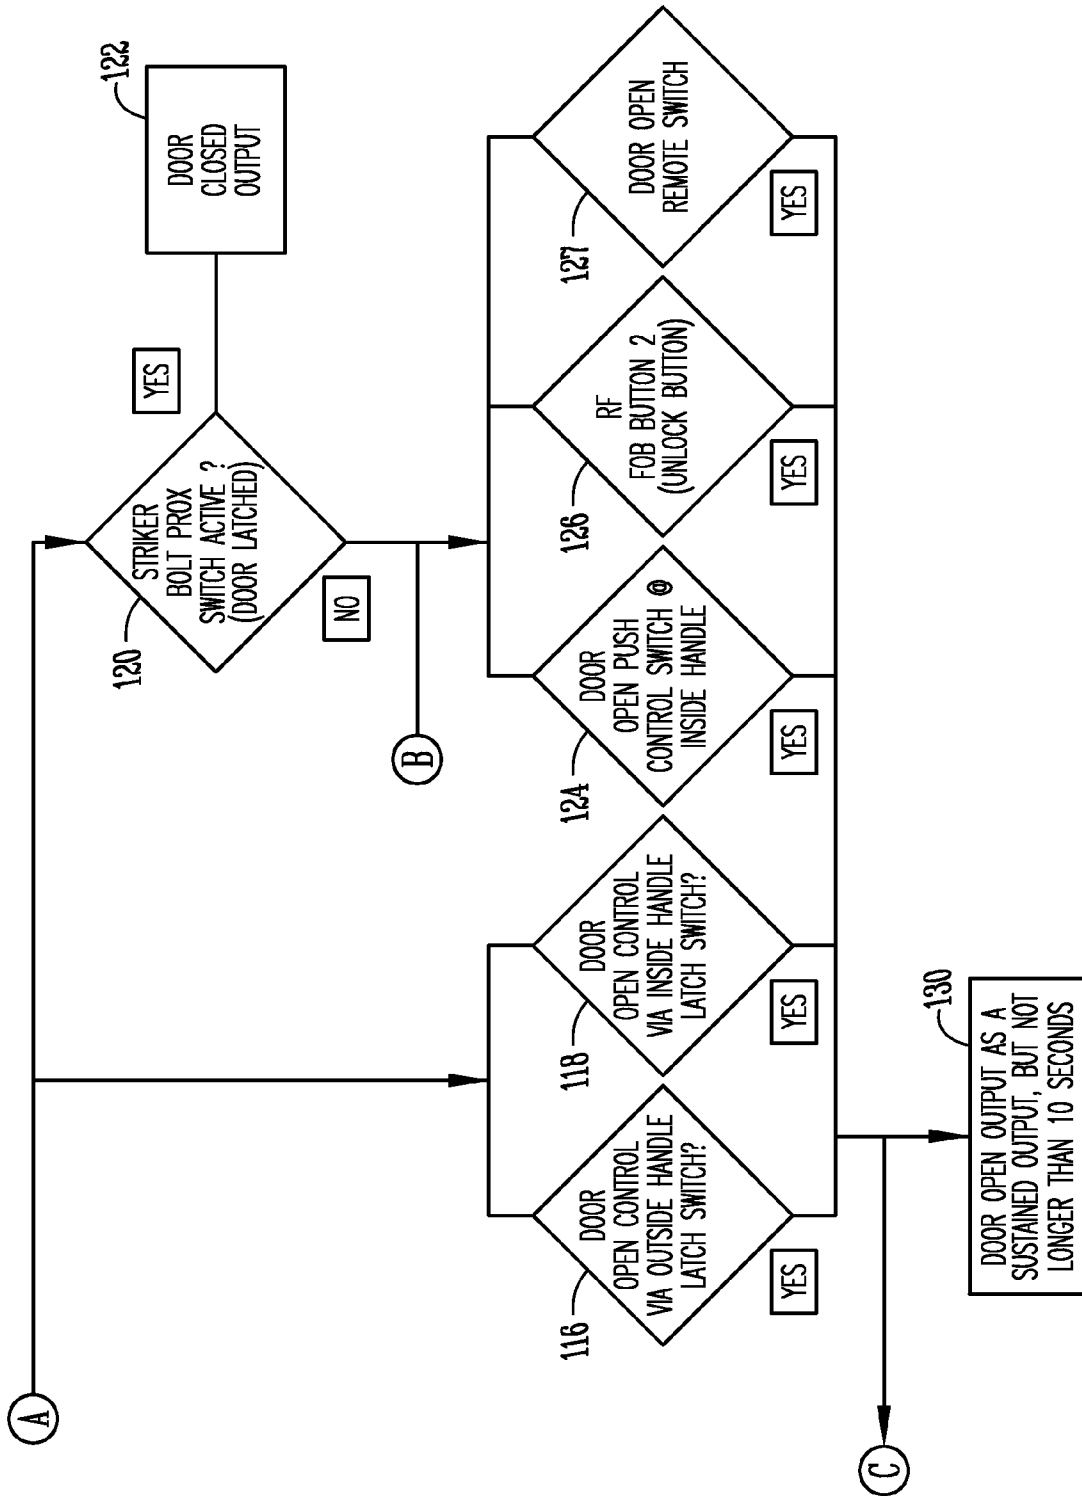 A
STRIKER
BOLT PROX
SWITCH ACTIVE ?
(DOOR LATCHED)
120
YES
NO
DOOR
CLOSED
OUTPUT
122
B
DOOR
OPEN CONTROL
VIA OUTSIDE HANDLE
LATCH SWITCH?
116
YES
DOOR
OPEN CONTROL
VIA INSIDE HANDLE
LATCH SWITCH?
118
YES
DOOR
OPEN PUSH
CONTROL SWITCH @
INSIDE HANDLE
124
YES
RF
FOB BUTTON 2
(UNLOCK BUTTON)
126
YES
DOOR OPEN
REMOTE SWITCH
127
YES
C
DOOR OPEN OUTPUT AS A
SUSTAINED OUTPUT, BUT NOT
LONGER THAN 10 SECONDS
130